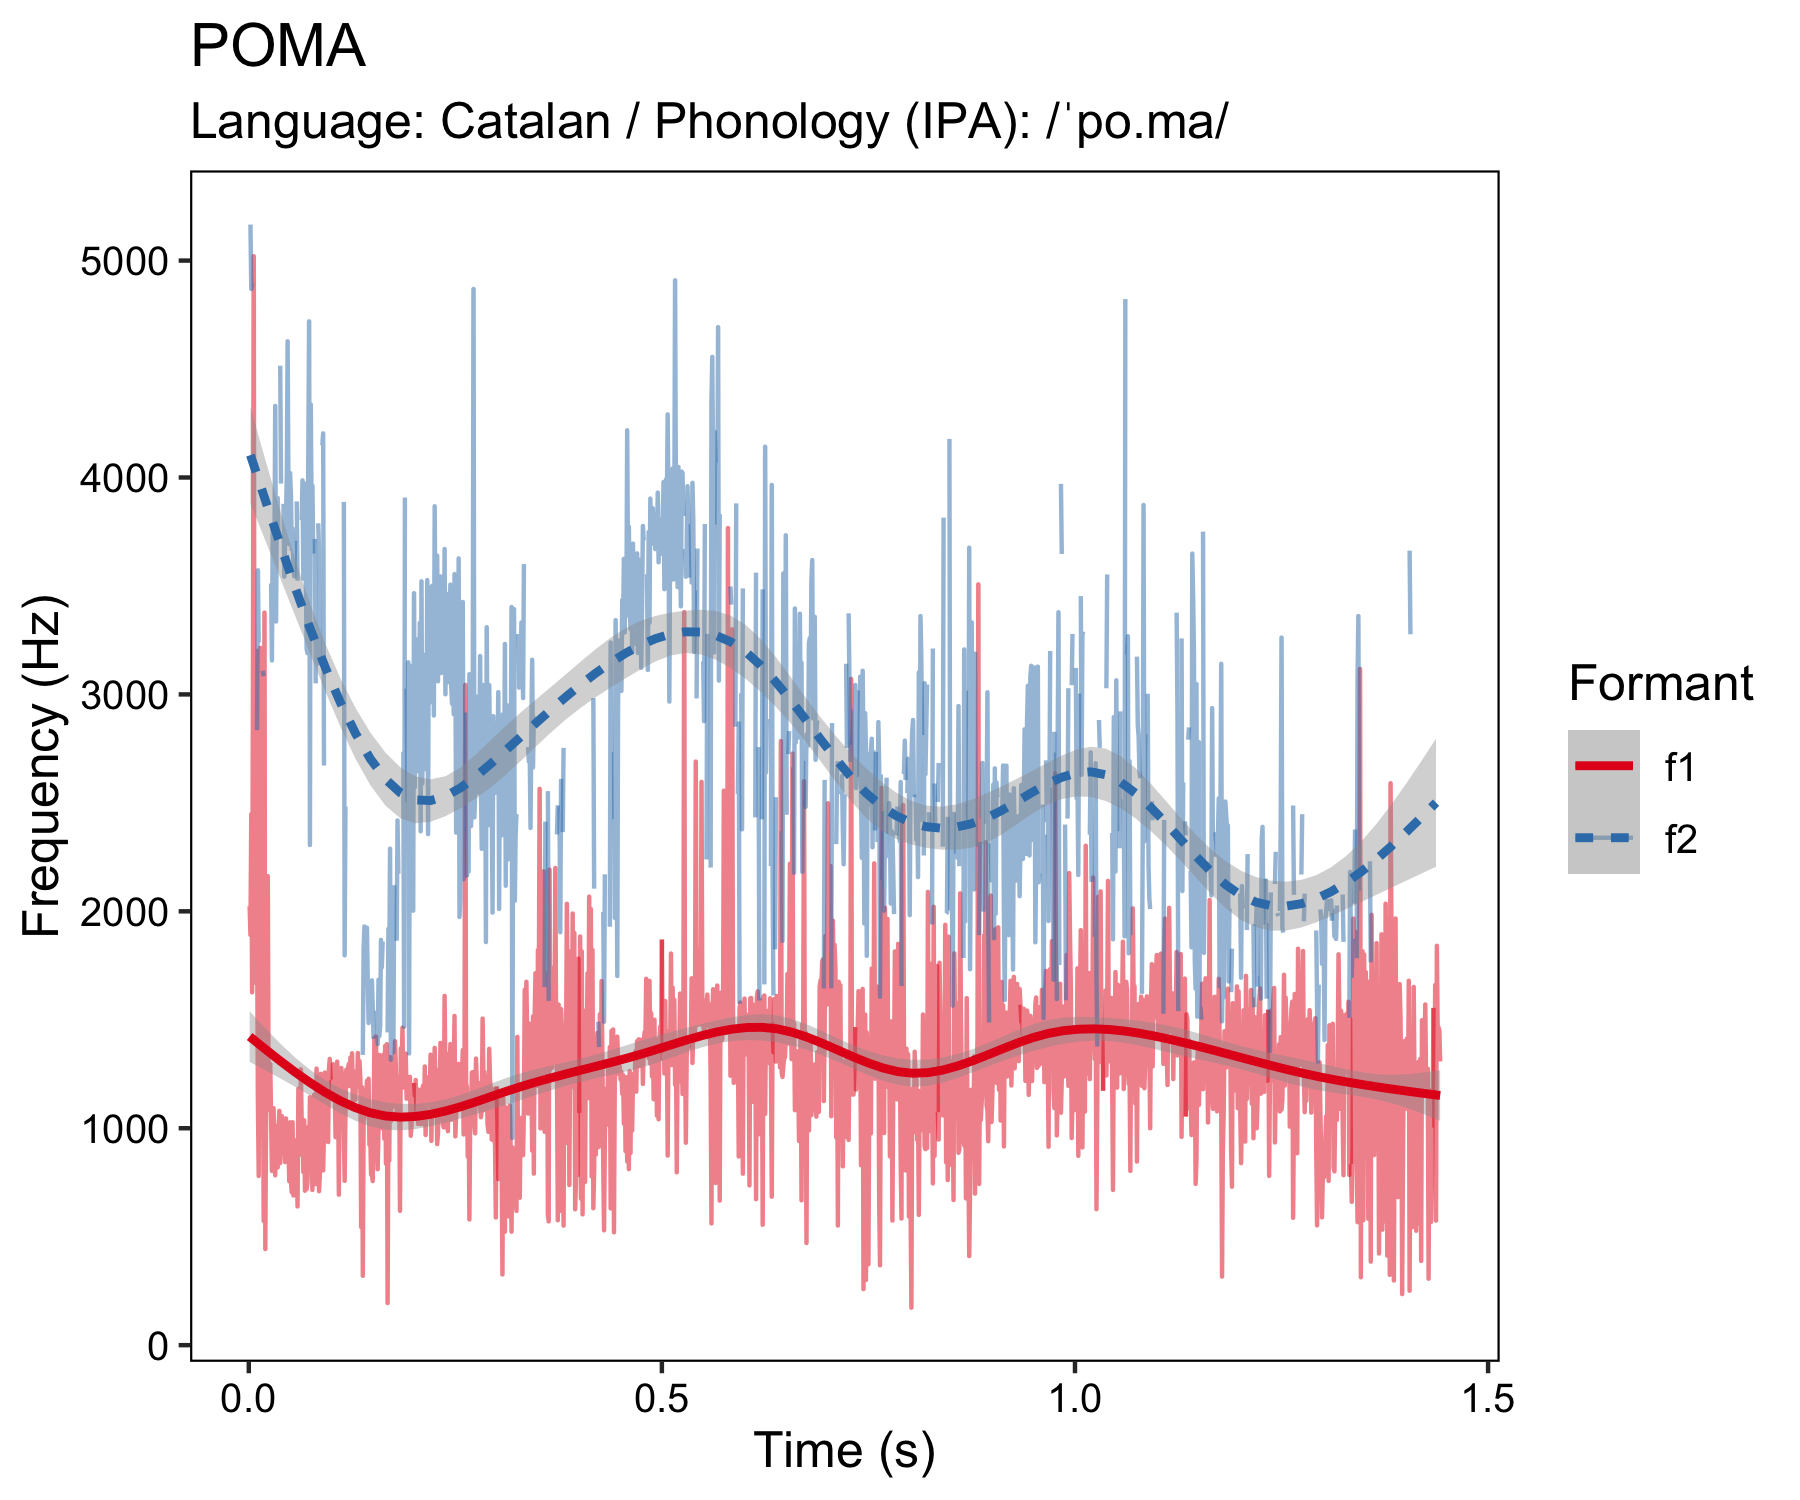 POMA
Language: Catalan / Phonology (IPA): /ˈpo.ma/
5000
4000
3000
2000
1000
0
Frequency (Hz)
0.0 0.5 1.0 1.5
Time (s)
Formant
f1
f2